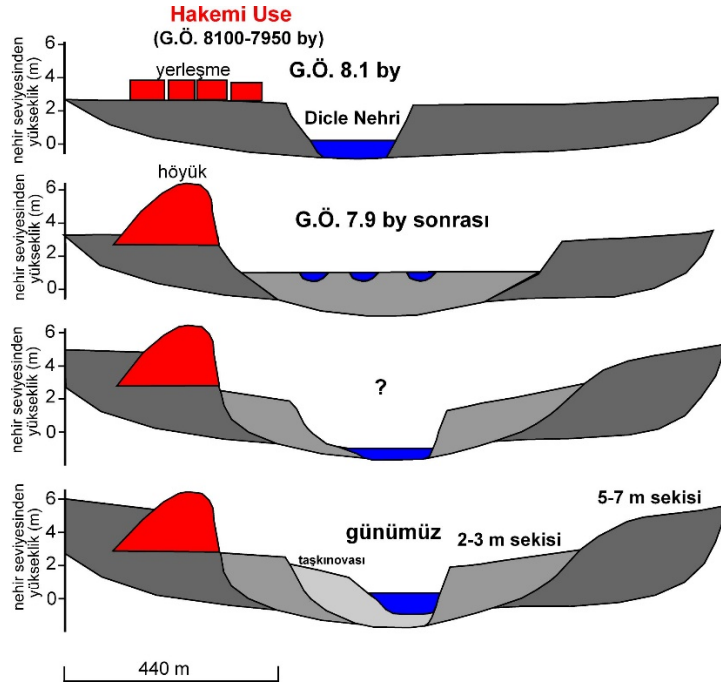 Hakemi Use
(G.Ö. 8100-7950 by)
yerleşme
G.Ö. 8.1 by
Dicle Nehri
nehir seviyesinden
yükseklik (m)
6
4
2
0
höyük
G.Ö. 7.9 by sonrası
nehir seviyesinden
yükseklik (m)
6
4
2
0
?
nehir seviyesinden
yükseklik (m)
6
4
2
0
5-7 m sekisi
günümüz
2-3 m sekisi
taşkınovası
nehir seviyesinden
yükseklik (m)
6
4
2
0
440 m